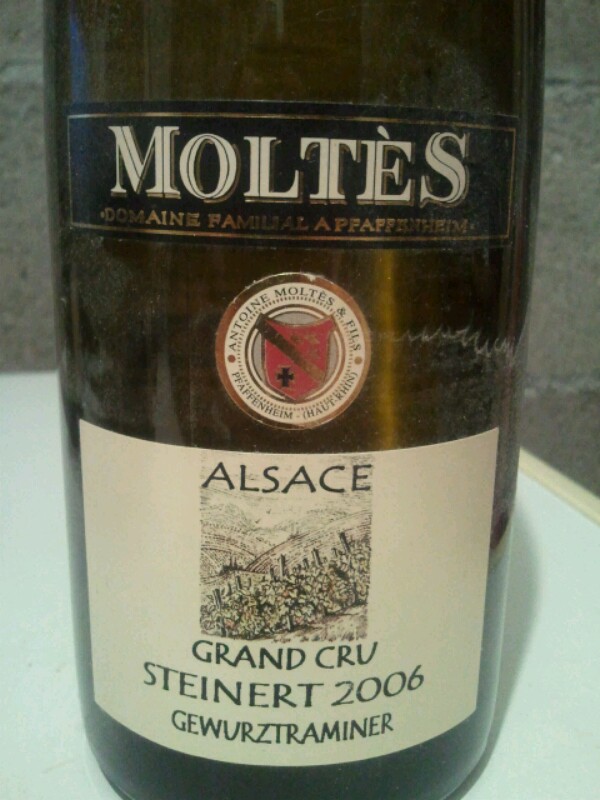 MOLTÈS
·DOMAINE FAMILIAL A PFAFFENHEIM·
ANTOINE MOLTÈS & FILS
PFAFFENHEIM - (HAUT-RHIN)
ALSACE
GRAND CRU
STEINERT 2006
GEWURZTRAMINER